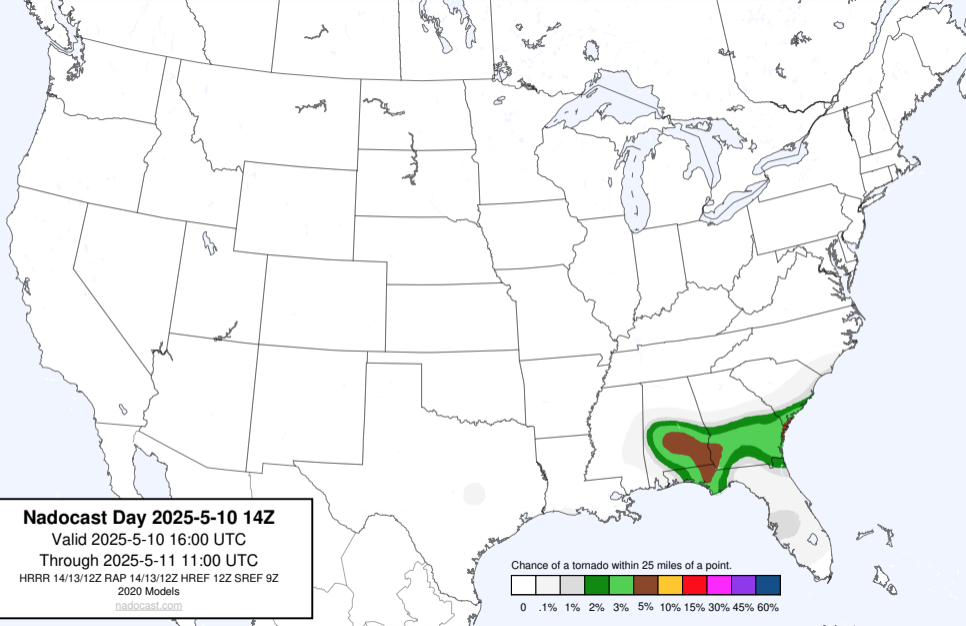 Nadocast Day 2025-5-10 14Z
Valid 2025-5-10 16:00 UTC
Through 2025-5-11 11:00 UTC
HRRR 14/13/12Z RAP 14/13/12Z HREF 12Z SREF 9Z
2020 Models
nadocast.com
Chance of a tornado within 25 miles of a point.
0 .1% 1% 2% 3% 5% 10% 15% 30% 45% 60%